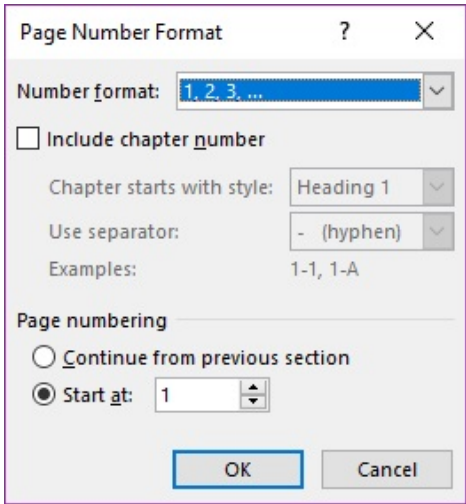 Page Number Format ? ×
Number format: 1, 2, 3, ...
Include chapter number
Chapter starts with style: Heading 1
Use separator: - (hyphen)
Examples: 1-1, 1-A
Page numbering
Continue from previous section
Start at: 1
OK Cancel